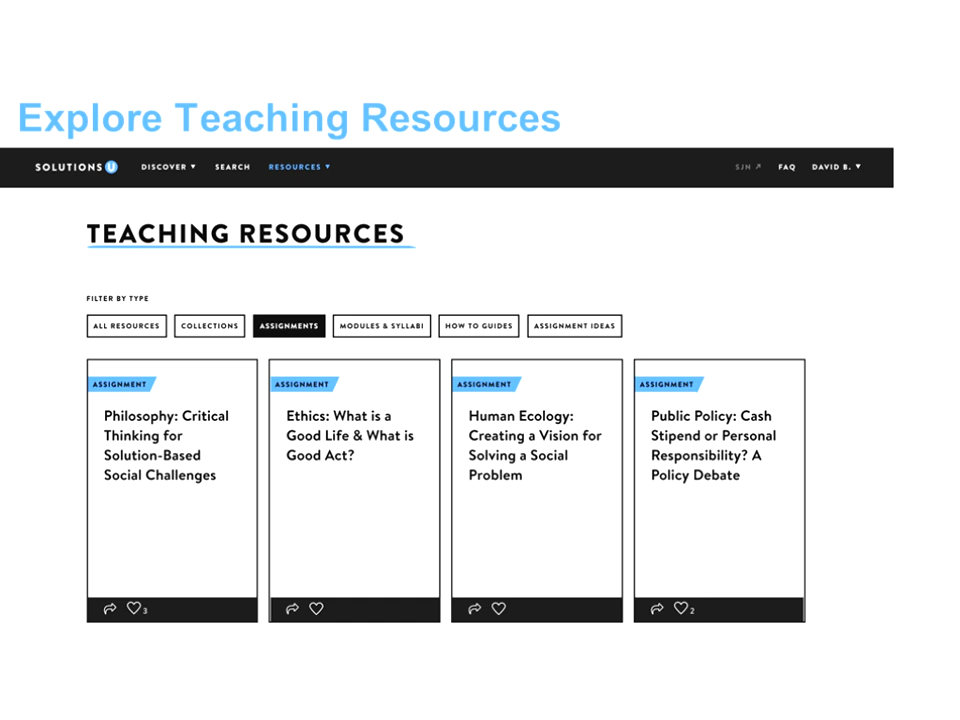 Explore Teaching Resources
SOLUTIONS U DISCOVER ▼ SEARCH RESOURCES ▼ SJN ↗ FAQ DAVID B. ▼
TEACHING RESOURCES
FILTER BY TYPE
ALL RESOURCES COLLECTIONS ASSIGNMENTS MODULES & SYLLABI HOW TO GUIDES ASSIGNMENT IDEAS
ASSIGNMENT
Philosophy: Critical
Thinking for
Solution-Based
Social Challenges
3
ASSIGNMENT
Ethics: What is a
Good Life & What is
Good Act?
ASSIGNMENT
Human Ecology:
Creating a Vision for
Solving a Social
Problem
ASSIGNMENT
Public Policy: Cash
Stipend or Personal
Responsibility? A
Policy Debate
2